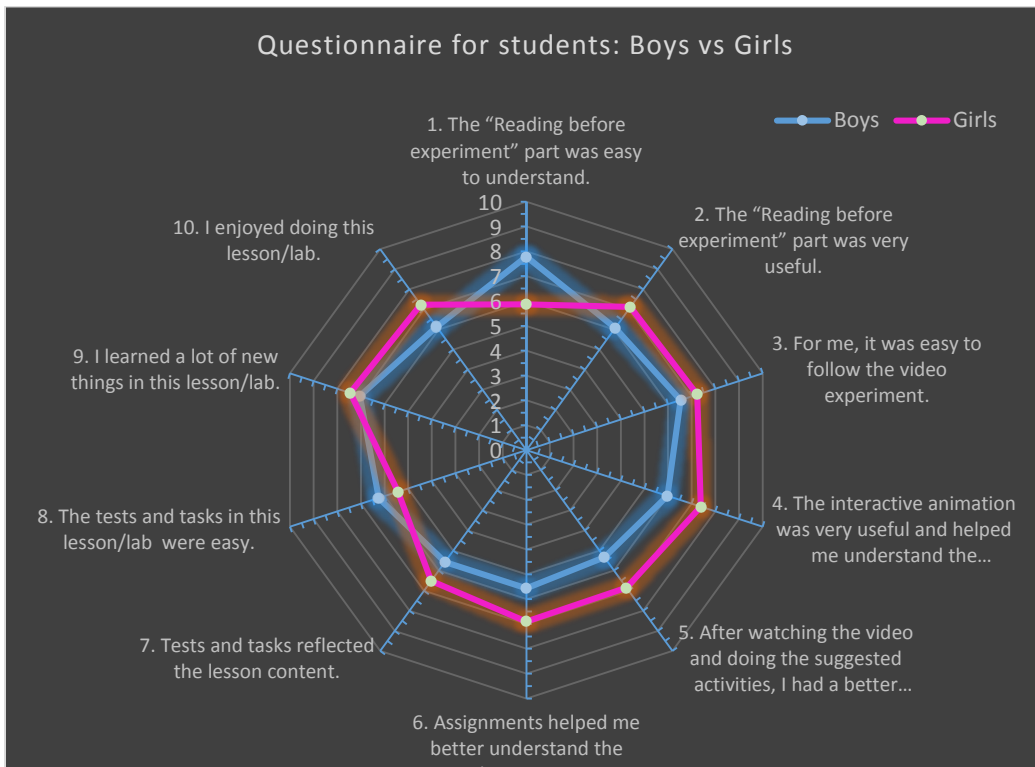 Questionnaire for students: Boys vs Girls
Boys
Girls
1. The “Reading before
experiment” part was easy
to understand.
2. The “Reading before
experiment” part was very
useful.
3. For me, it was easy to
follow the video
experiment.
4. The interactive animation
was very useful and helped
me understand the…
5. After watching the video
and doing the suggested
activities, I had a better…
6. Assignments helped me
better understand the
7. Tests and tasks reflected
the lesson content.
8. The tests and tasks in this
lesson/lab  were easy.
9. I learned a lot of new
things in this lesson/lab.
10. I enjoyed doing this
lesson/lab.
10
9
8
7
6
5
4
3
2
1
0